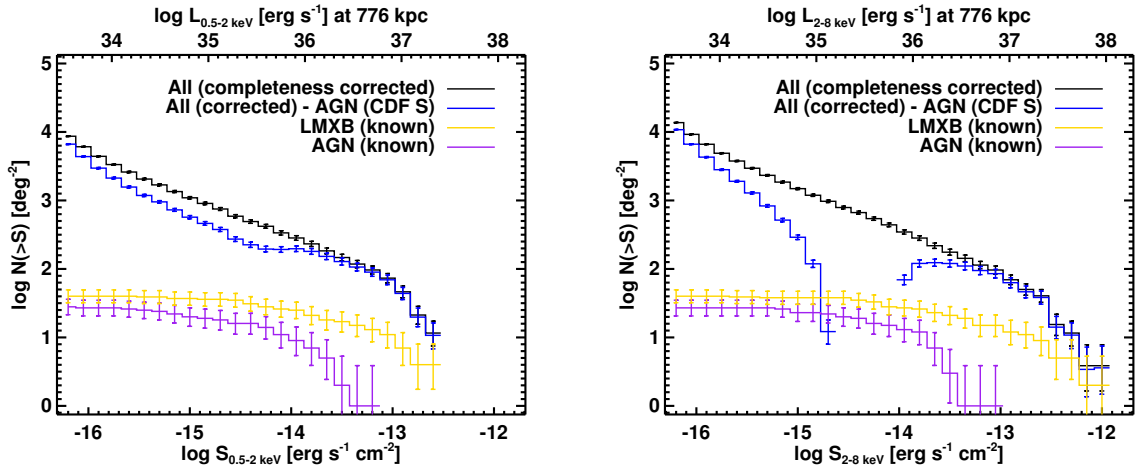 log L0.5-2 keV [erg s-1] at 776 kpc
34 35 36 37 38
5
4
3
2
1
0
log N(>S) [deg-2]
All (completeness corrected)
All (corrected) - AGN (CDF S)
LMXB (known)
AGN (known)
-16 -15 -14 -13 -12
log S0.5-2 keV [erg s-1 cm-2]
log L2-8 keV [erg s-1] at 776 kpc
34 35 36 37 38
5
4
3
2
1
0
log N(>S) [deg-2]
All (completeness corrected)
All (corrected) - AGN (CDF S)
LMXB (known)
AGN (known)
-16 -15 -14 -13 -12
log S2-8 keV [erg s-1 cm-2]